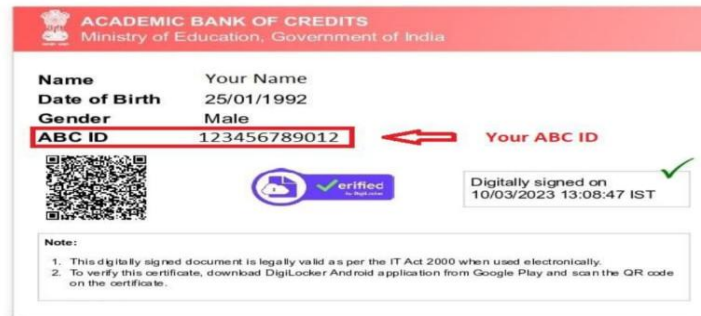 ACADEMIC BANK OF CREDITS
Ministry of Education, Government of India
Name Your Name
Date of Birth 25/01/1992
Gender Male
ABC ID 123456789012
Your ABC ID
Verified
by DigiLocker
Digitally signed on
10/03/2023 13:08:47 IST
Note:
1. This digitally signed document is legally valid as per the IT Act 2000 when used electronically.
2. To verify this certificate, download DigiLocker Android application from Google Play and scan the QR code
on the certificate.